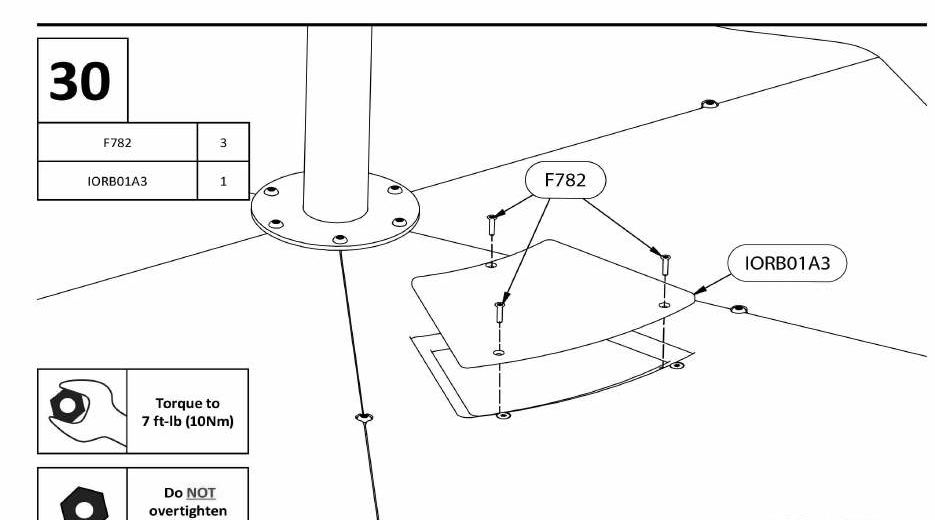 30
F782 3
IORB01A3 1
F782
IORB01A3
Torque to
7 ft-lb (10Nm)
Do NOT
overtighten